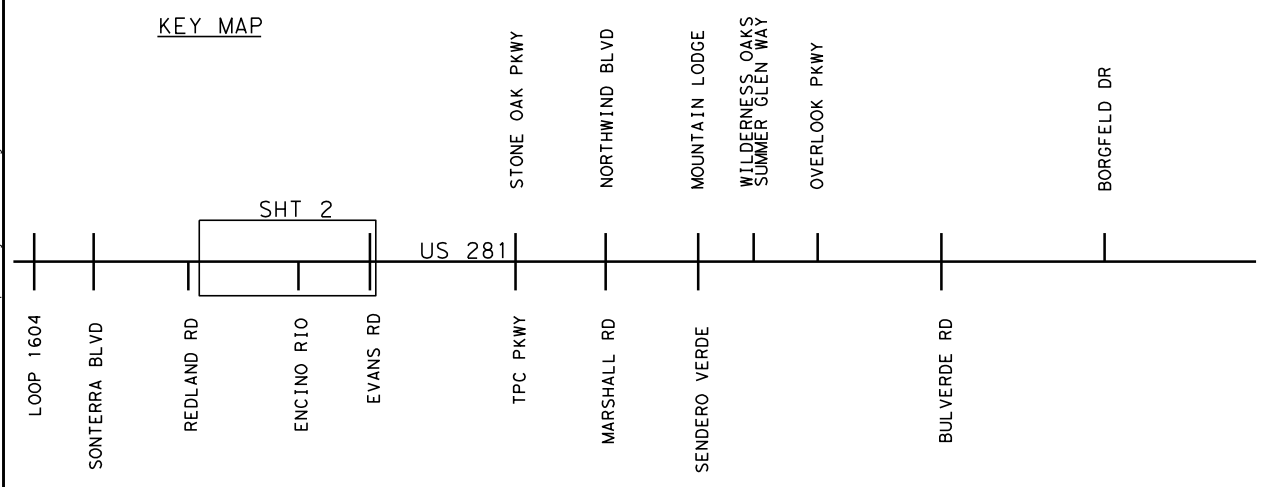 KEY MAP
STONE OAK PKWY
NORTHWIND BLVD
MOUNTAIN LODGE
WILDERNESS OAKS
SUMMER GLEN WAY
OVERLOOK PKWY
BORGFELD DR
SHT 2
US 281
LOOP 1604
SONTERRA BLVD
REDLAND RD
ENCINO RIO
EVANS RD
TPC PKWY
MARSHALL RD
SENDERO VERDE
BULVERDE RD